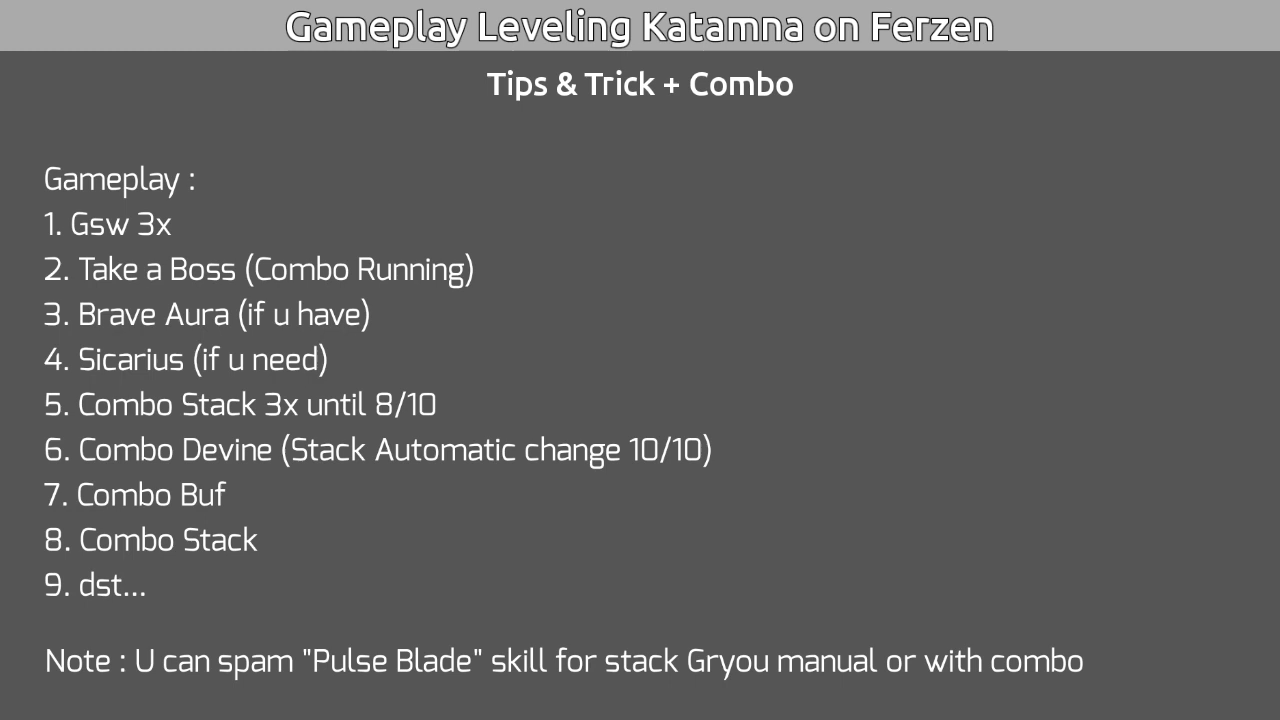 Gameplay Leveling Katamna on Ferzen
Tips & Trick + Combo
Gameplay :
1. Gsw 3x
2. Take a Boss (Combo Running)
3. Brave Aura (if u have)
4. Sicarius (if u need)
5. Combo Stack 3x until 8/10
6. Combo Devine (Stack Automatic change 10/10)
7. Combo Buf
8. Combo Stack
9. dst...
Note : U can spam "Pulse Blade" skill for stack Gryou manual or with combo